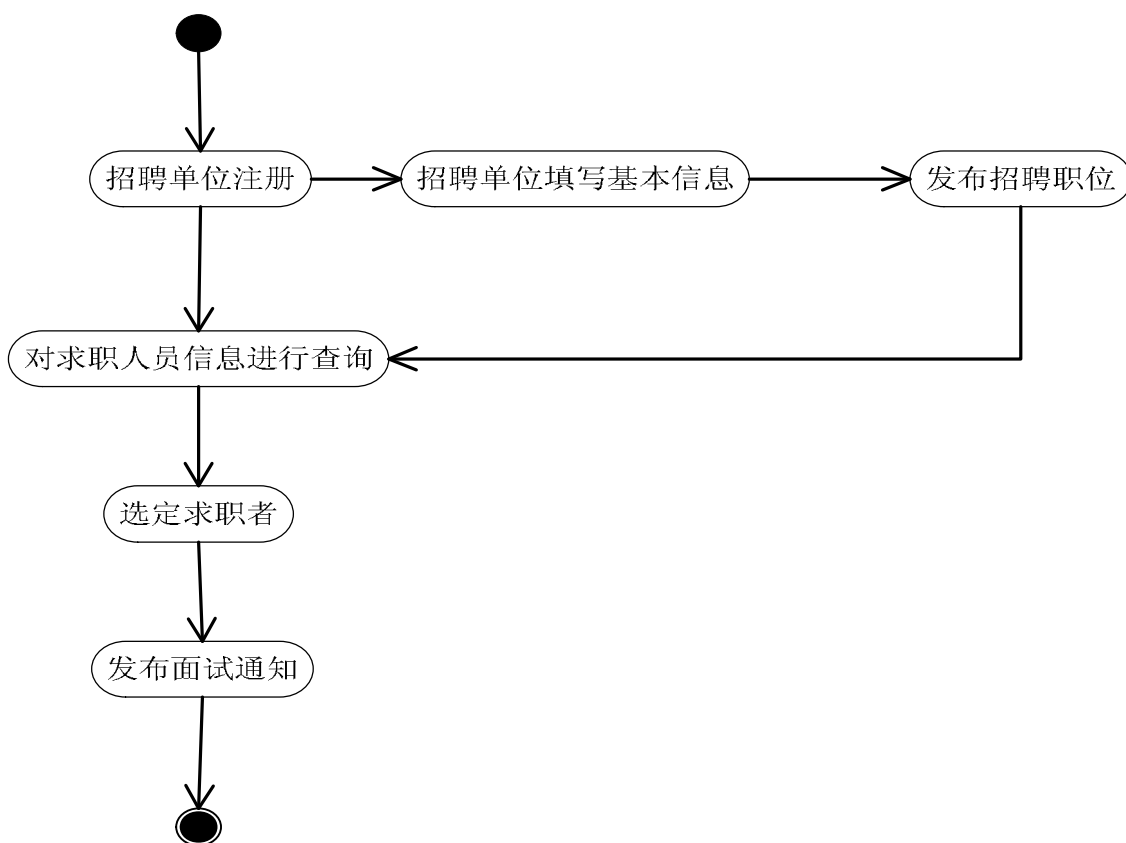 招聘单位注册
招聘单位填写基本信息
发布招聘职位
对求职人员信息进行查询
选定求职者
发布面试通知